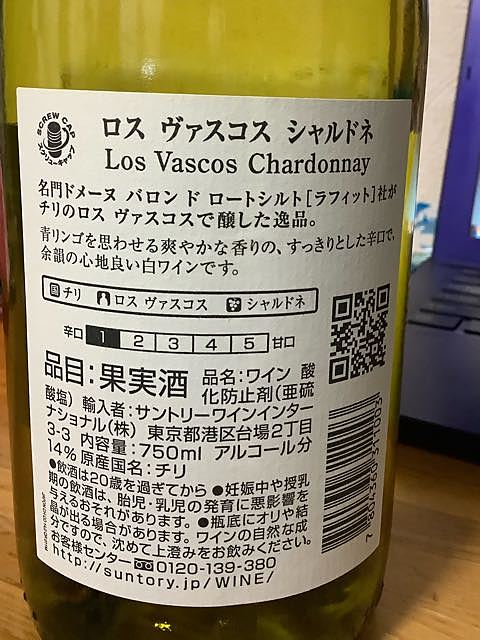 SCREW CAP
スクリューキャップ
ロス ヴァスコス シャルドネ
Los Vascos Chardonnay
名門ドメーヌ バロン ド ロートシルト[ラフィット]社が
チリのロス ヴァスコスで醸した逸品。
青リンゴを思わせる爽やかな香りの、すっきりとした辛口で、
余韻の心地良い白ワインです。
国 チリ ロス ヴァスコス シャルドネ
辛口 1 2 3 4 5 甘口
品目:果実酒 品名:ワイン 酸
化防止剤(亜硫
酸塩) 輸入者:サントリーワインインター
ナショナル(株) 東京都港区台場2丁目
3-3 内容量:750ml アルコール分
14% 原産国名:チリ
●飲酒は20歳を過ぎてから ●妊娠中や授乳
期の飲酒は、胎児・乳児の発育に悪影響を
与えるおそれがあります。●瓶底にオリや結
晶が出る場合があります。ワインの自然な成
分ですので、沈めて上澄みをお飲みください。
お客様センター 0120-139-380
http://suntory.jp/WINE/